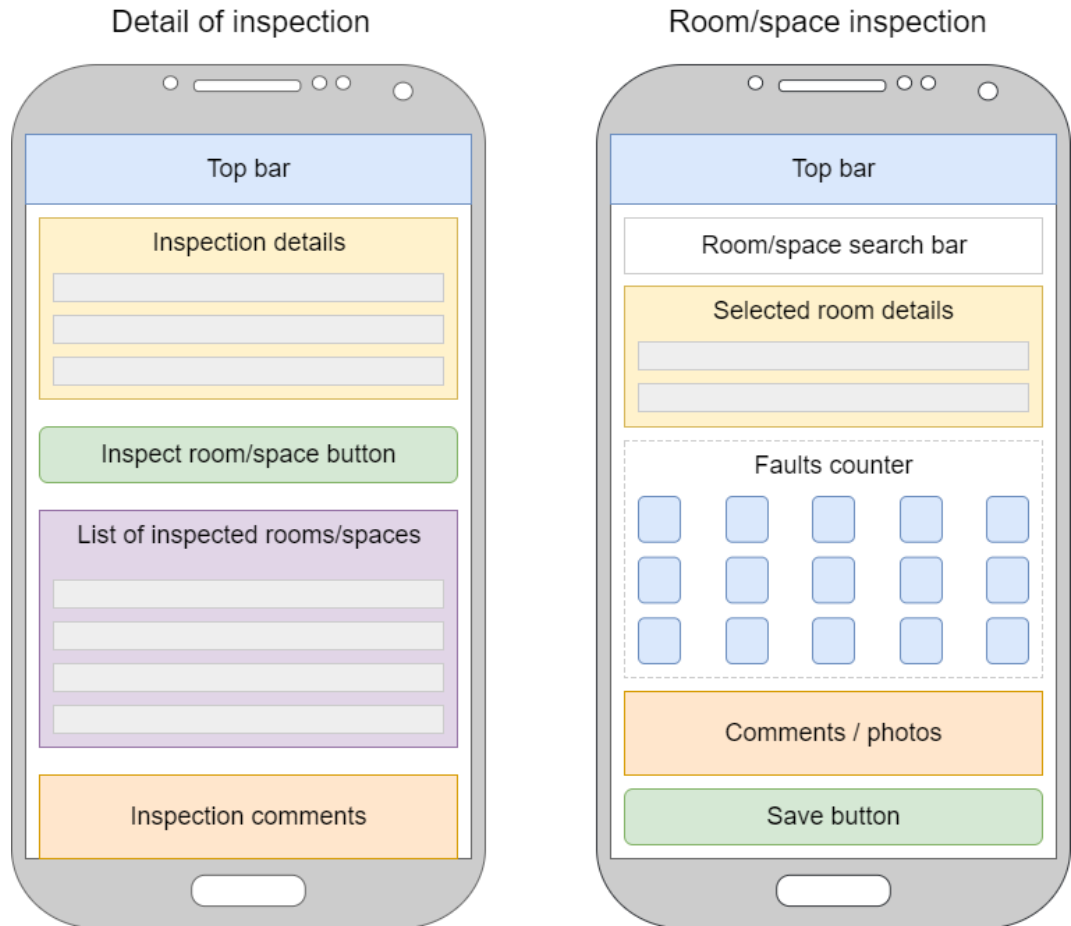 Detail of inspection
Top bar
Inspection details
Inspect room/space button
List of inspected rooms/spaces
Inspection comments
Room/space inspection
Top bar
Room/space search bar
Selected room details
Faults counter
Comments / photos
Save button